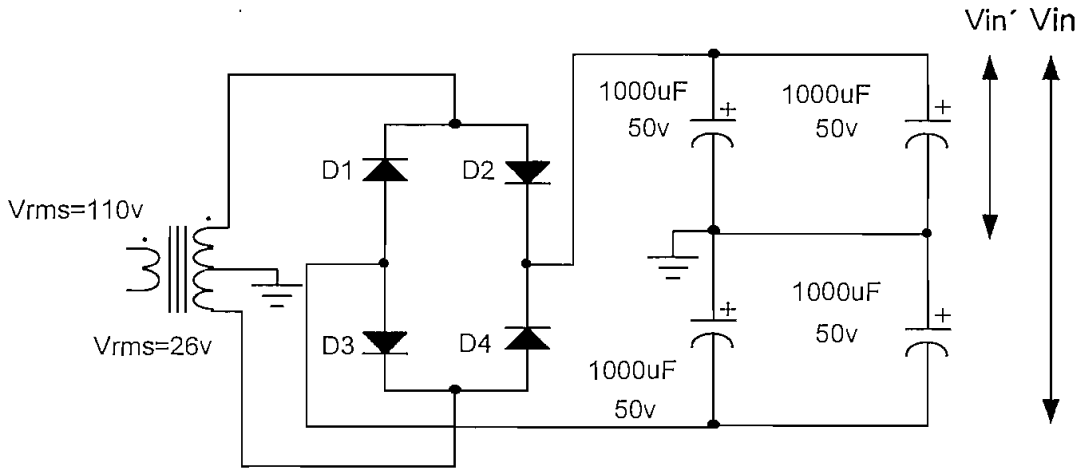 Vin´ Vin
1000uF
50v
1000uF
50v
D1
D2
Vrms=110v
1000uF
50v
D3
D4
Vrms=26v
1000uF
50v